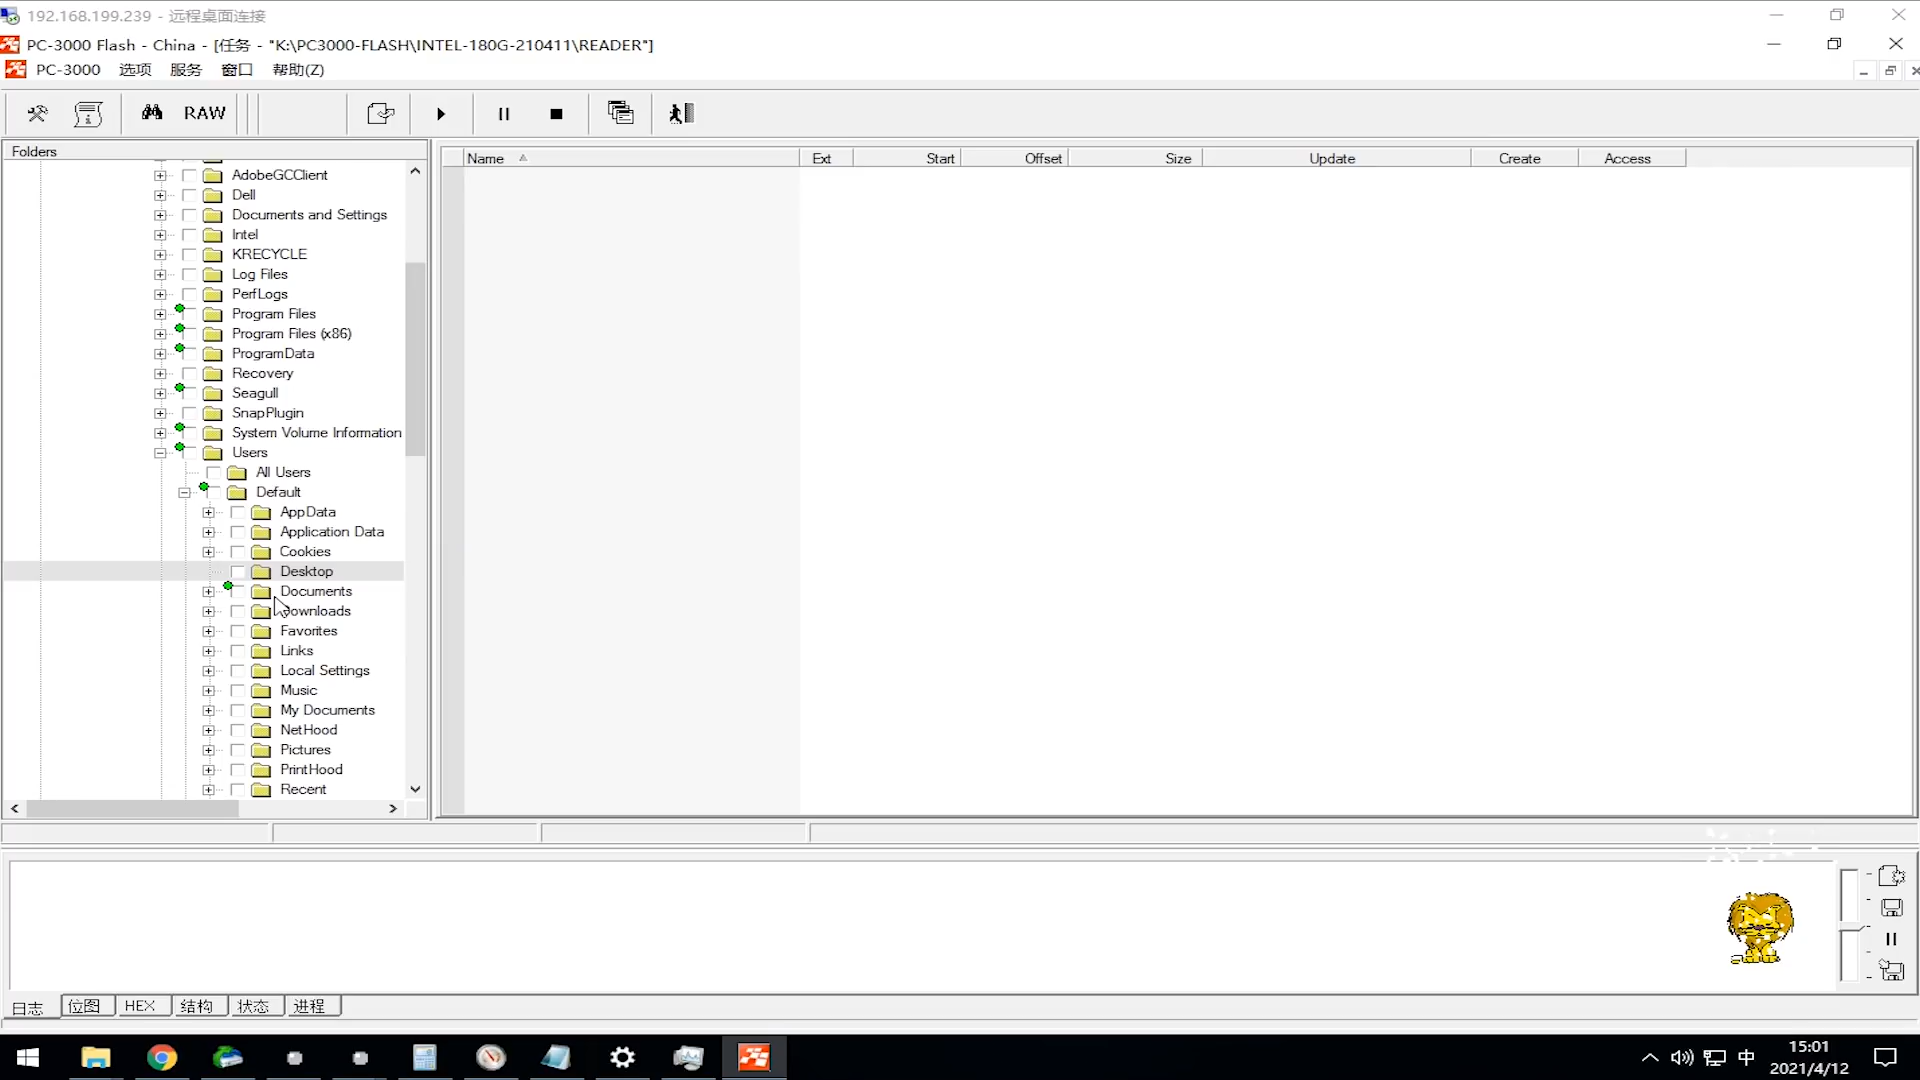 192.168.199.239 - 远程桌面连接
PC-3000 Flash - China - [任务 - "K:\PC3000-FLASH\INTEL-180G-210411\READER"]
PC-3000 选项 服务 窗口 帮助(Z)
RAW
Folders
Name Ext Start Offset Size Update Create Access
AdobeGCClient
Dell
Documents and Settings
Intel
KRECYCLE
Log Files
PerfLogs
Program Files
Program Files (x86)
ProgramData
Recovery
Seagull
SnapPlugin
System Volume Information
Users
All Users
Default
AppData
Application Data
Cookies
Desktop
Documents
Downloads
Favorites
Links
Local Settings
Music
My Documents
NetHood
Pictures
PrintHood
Recent
日志 位图 HEX 结构 状态 进程
中 15:01
2021/4/12